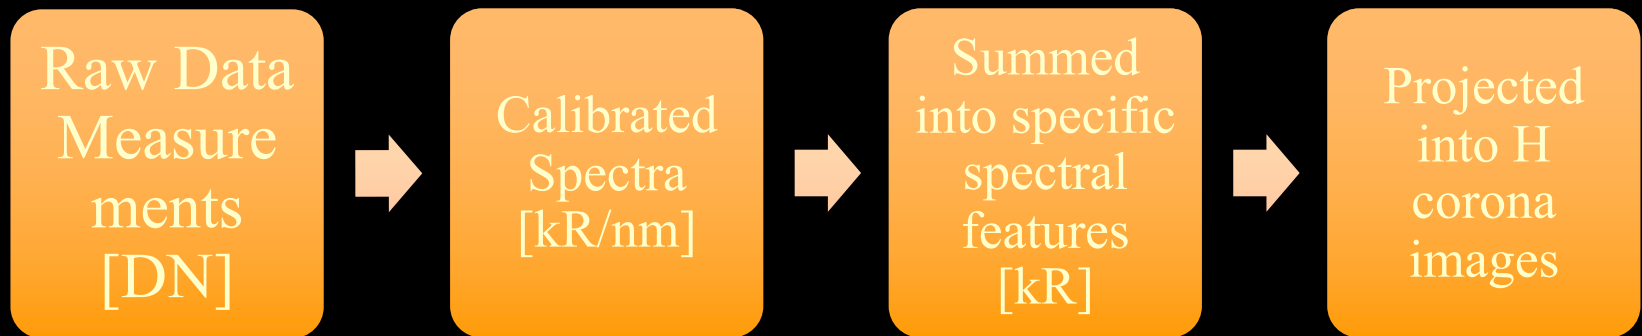 Raw Data
Measure
ments
[DN]
Calibrated
Spectra
[kR/nm]
Summed
into specific
spectral
features
[kR]
Projected
into H
corona
images